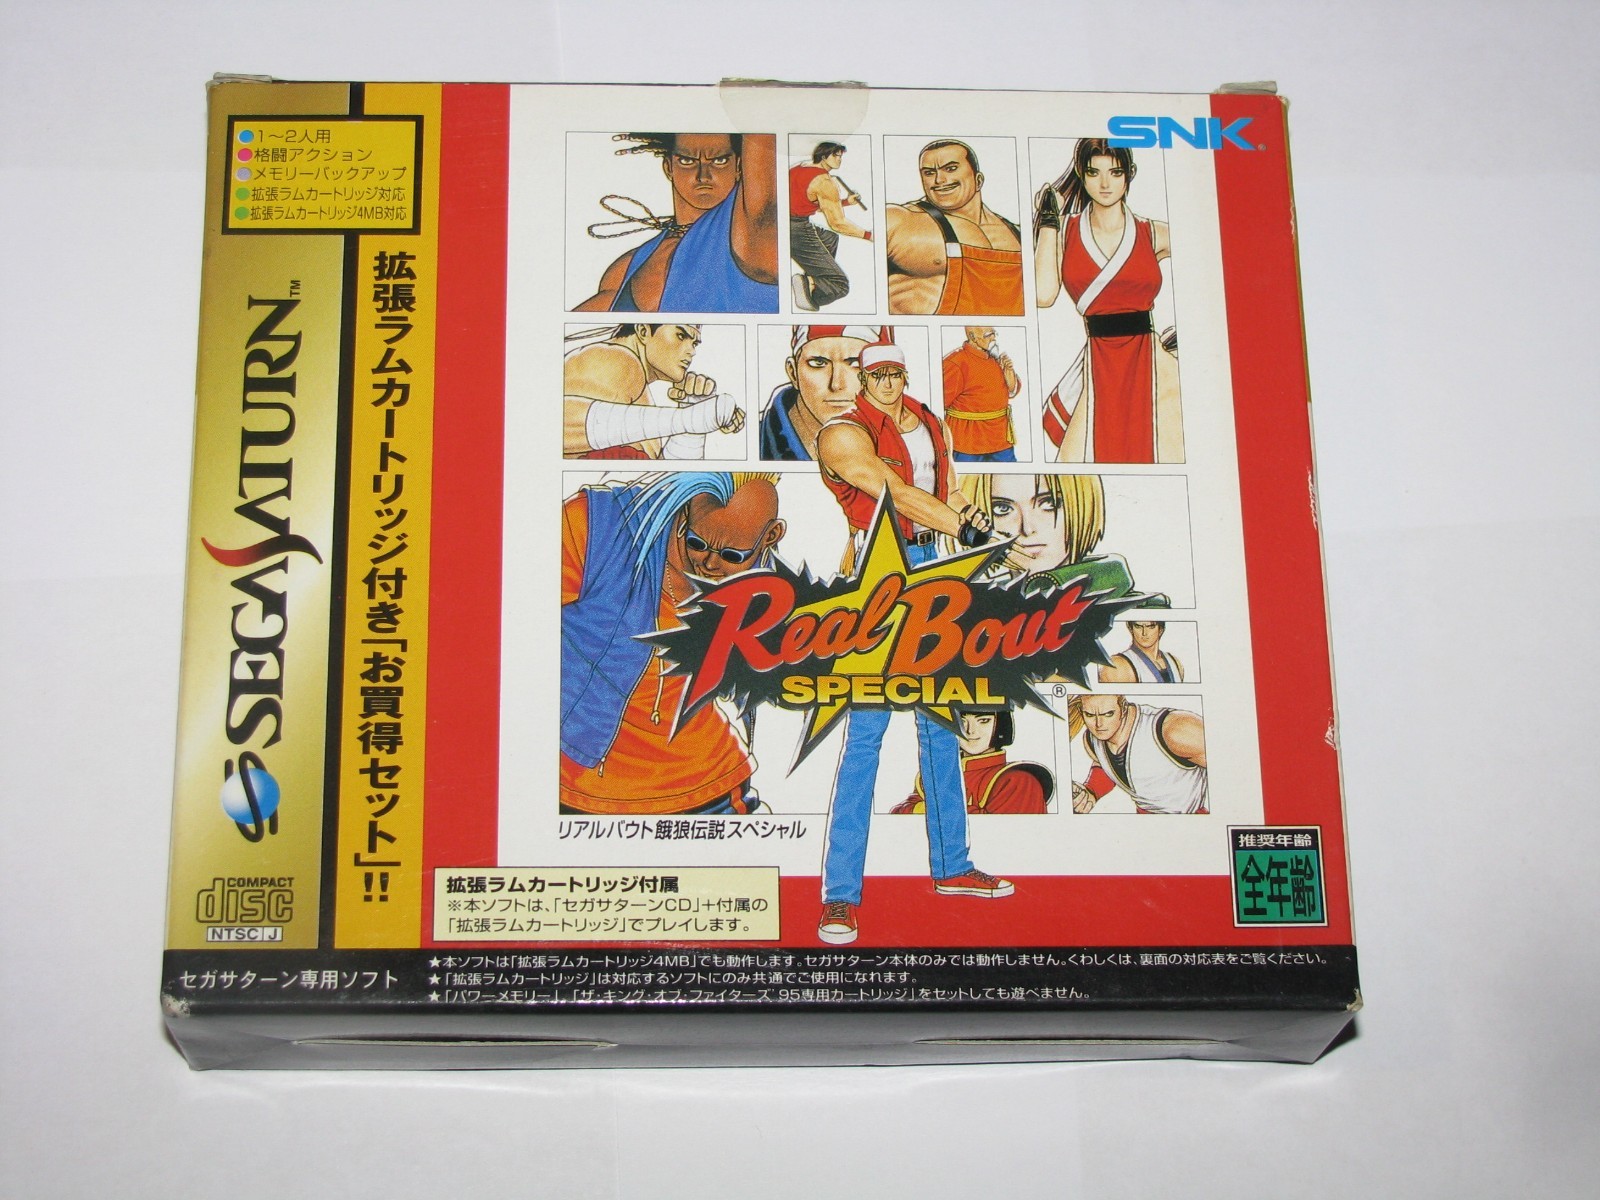 1〜2人用
格闘アクション
メモリーバックアップ
拡張ラムカートリッジ対応
拡張ラムカートリッジ4MB対応
SEGA SATURN™
拡張ラムカートリッジ付き「お買得セット」!!
SNK®
Real Bout
SPECIAL®
リアルバウト餓狼伝説スペシャル
COMPACT
disc
NTSC J
拡張ラムカートリッジ付属
※本ソフトは、「セガサターンCD」+付属の
「拡張ラムカートリッジ」でプレイします。
推奨年齢
全年齢
セガサターン専用ソフト
★本ソフトは「拡張ラムカートリッジ4MB」でも動作します。セガサターン本体のみでは動作しません。くわしくは、裏面の対応表をご覧ください。
★「拡張ラムカートリッジ」は対応するソフトにのみ共通でご使用になれます。
★「パワーメモリー」、「ザ・キング・オブ・ファイターズ'95専用カートリッジ」をセットしても遊べません。